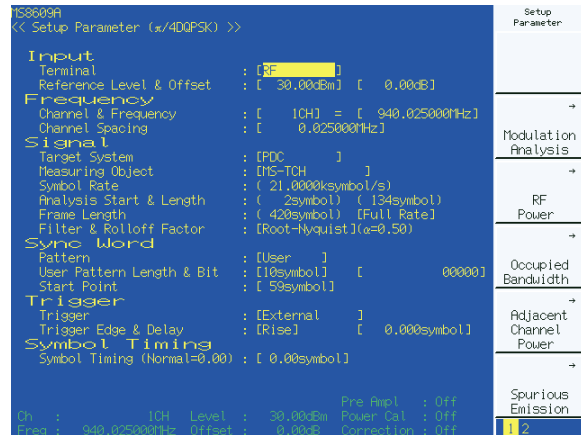 MS8609A
<< Setup Parameter (π/4DQPSK) >>
Input
Terminal : [RF ]
Reference Level & Offset : [ 30.00dBm] [ 0.00dB]
Frequency
Channel & Frequency : [ 1CH] = [ 940.025000MHz]
Channel Spacing : [ 0.025000MHz]
Signal
Target System : [PDC ]
Measuring Object : [MS-TCH ]
Symbol Rate : ( 21.0000ksymbol/s)
Analysis Start & Length : ( 2symbol) ( 134symbol)
Frame Length : ( 420symbol) [Full Rate]
Filter & Rolloff Factor : [Root-Nyquist](α=0.50)
Sync Word
Pattern : [User ]
User Pattern Length & Bit : [10symbol] [ 00000]
Start Point : [ 59symbol]
Trigger
Trigger : [External ]
Trigger Edge & Delay : [Rise] [ 0.000symbol]
Symbol Timing
Symbol Timing (Normal=0.00) : [ 0.00symbol]
Pre Ampl : Off
Ch : 1CH Level : 30.00dBm Power Cal : Off
Freq : 940.025000MHz Offset : 0.00dB Correction : Off
Setup
Parameter
→
Modulation
Analysis
→
RF
Power
→
Occupied
Bandwidth
→
Adjacent
Channel
Power
→
Spurious
Emission
1 2